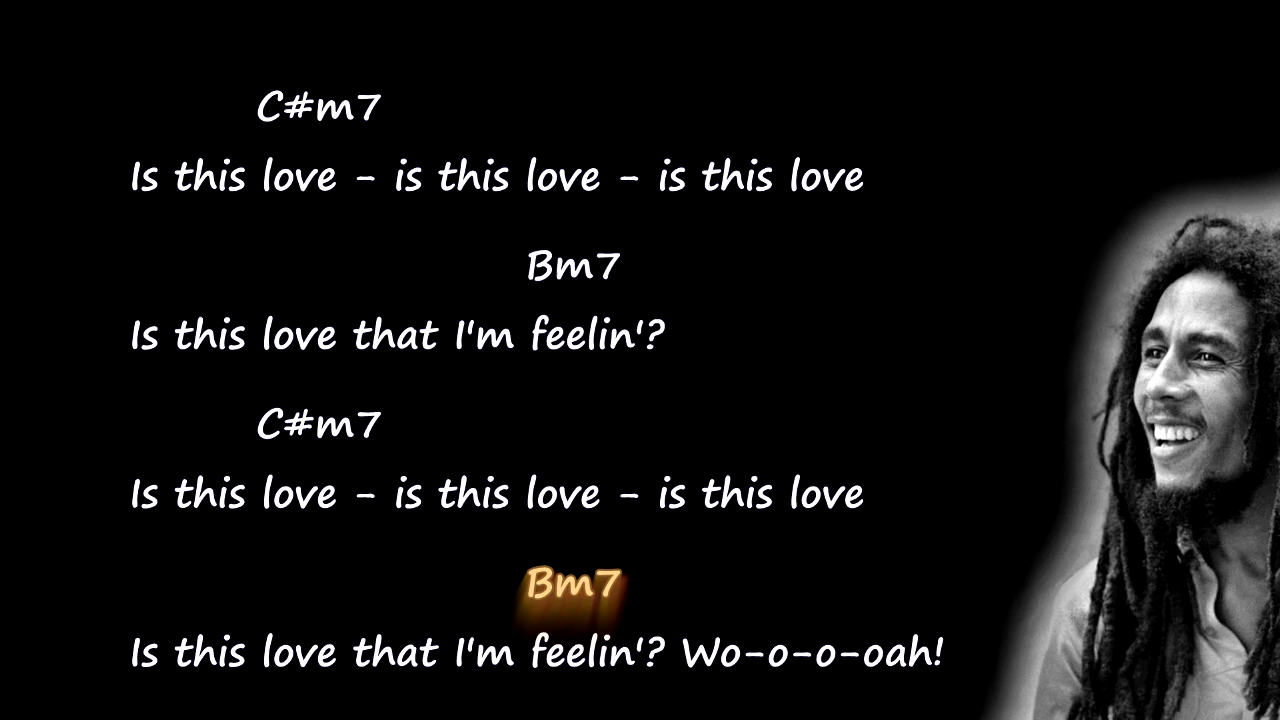 C#m7
Is this love - is this love - is this love
Bm7
Is this love that I'm feelin'?
C#m7
Is this love - is this love - is this love
Bm7
Is this love that I'm feelin'? Wo-o-o-oah!